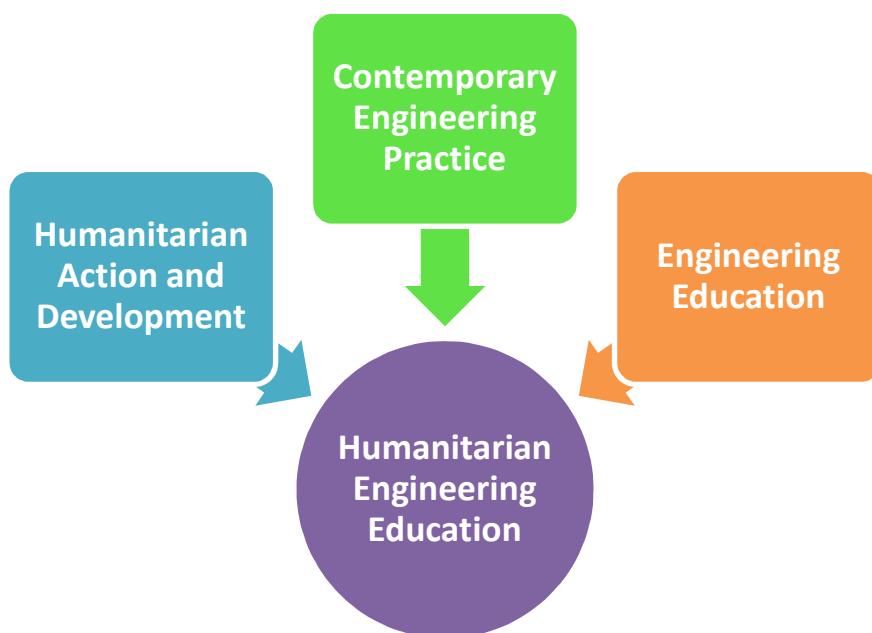 Contemporary
Engineering
Practice
Humanitarian
Action and
Development
Engineering
Education
Humanitarian
Engineering
Education